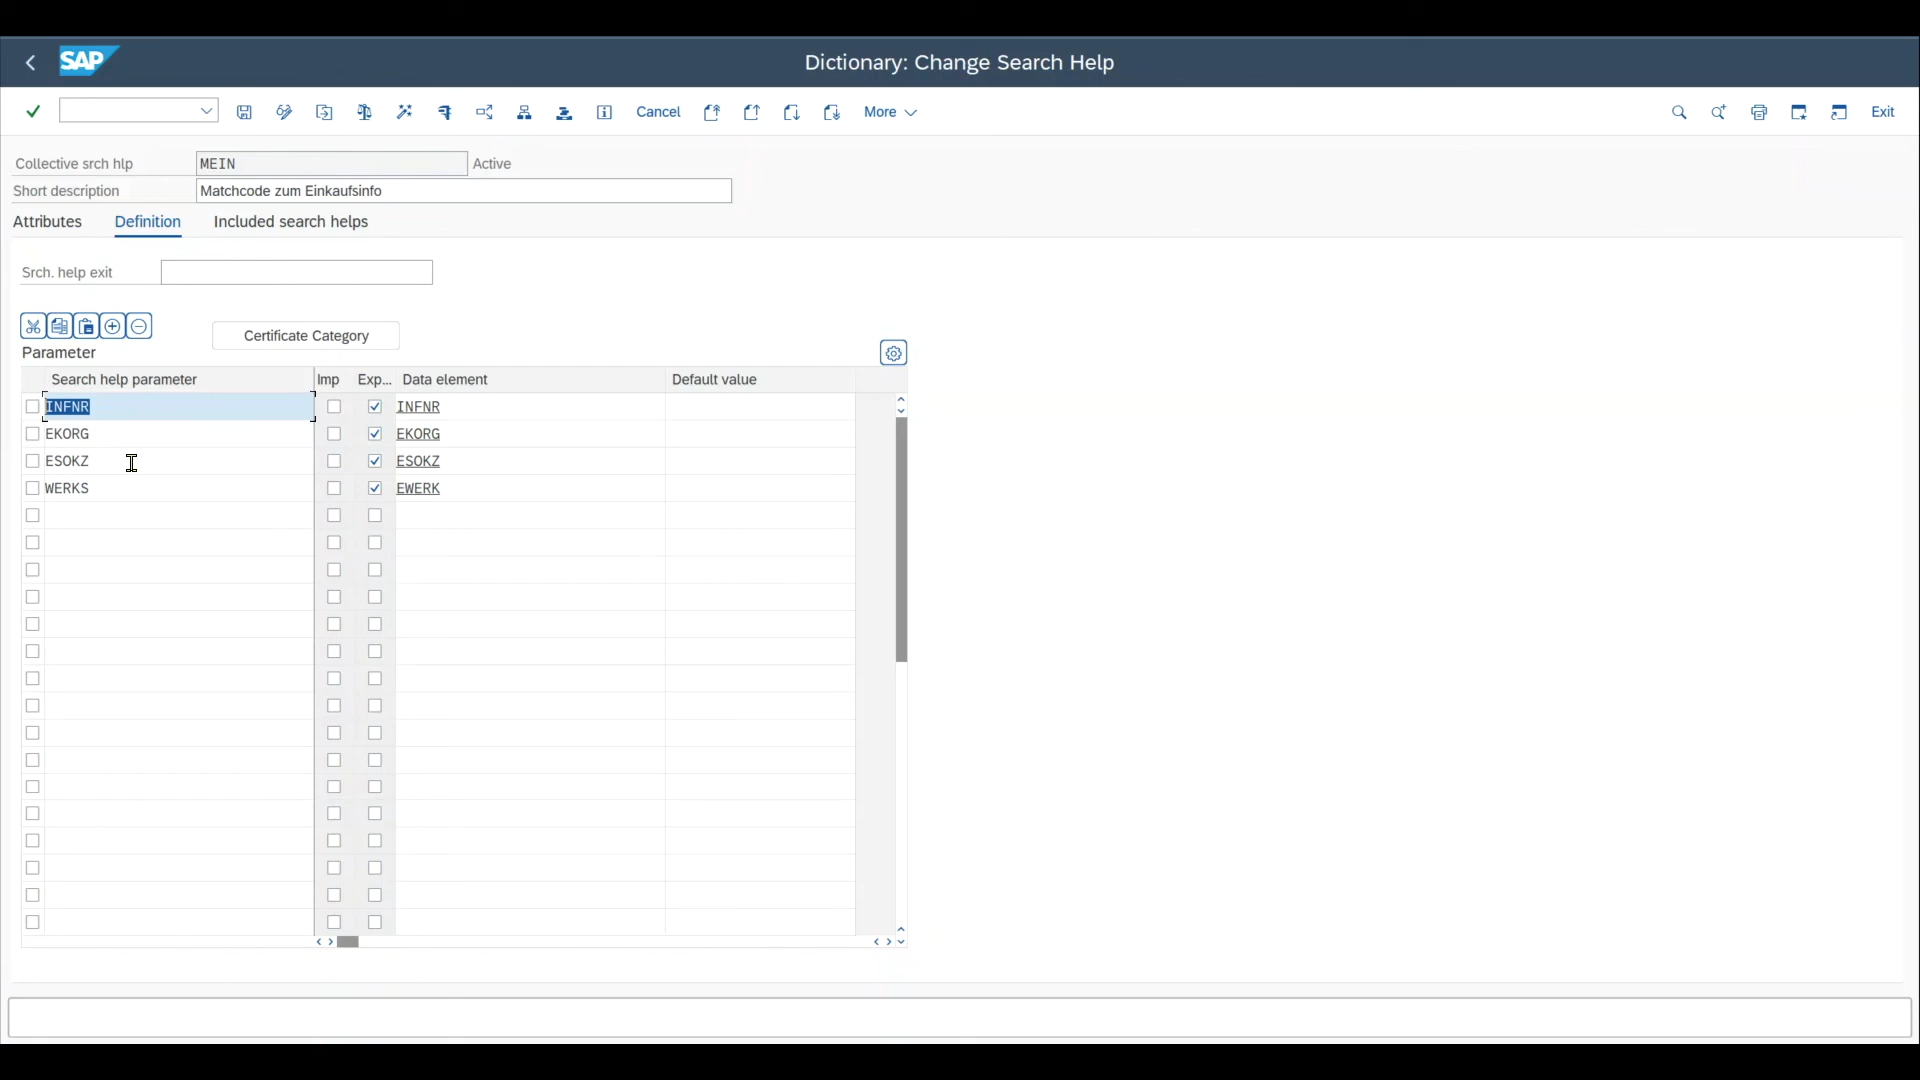 SAP Dictionary: Change Search Help
Cancel More Exit
Collective srch hlp MEIN Active
Short description Matchcode zum Einkaufsinfo
Attributes Definition Included search helps
Srch. help exit
Certificate Category
Parameter
Search help parameter Imp Exp... Data element Default value
INFNR INFNR
EKORG EKORG
ESOKZ ESOKZ
WERKS EWERK